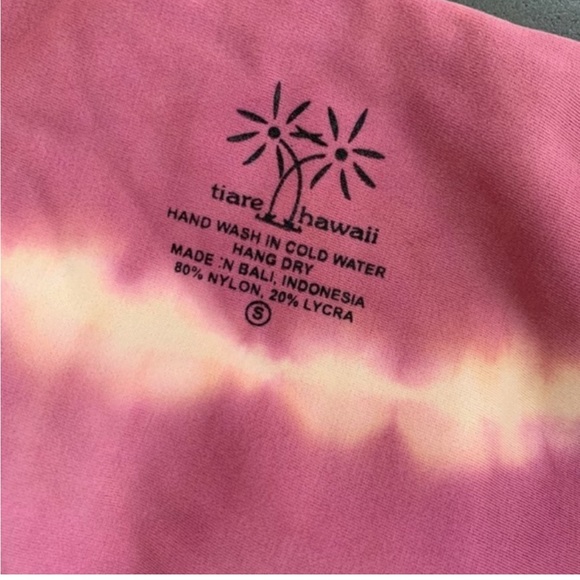 tiare hawaii
HAND WASH IN COLD WATER
HANG DRY
MADE IN BALI, INDONESIA
80% NYLON, 20% LYCRA
S